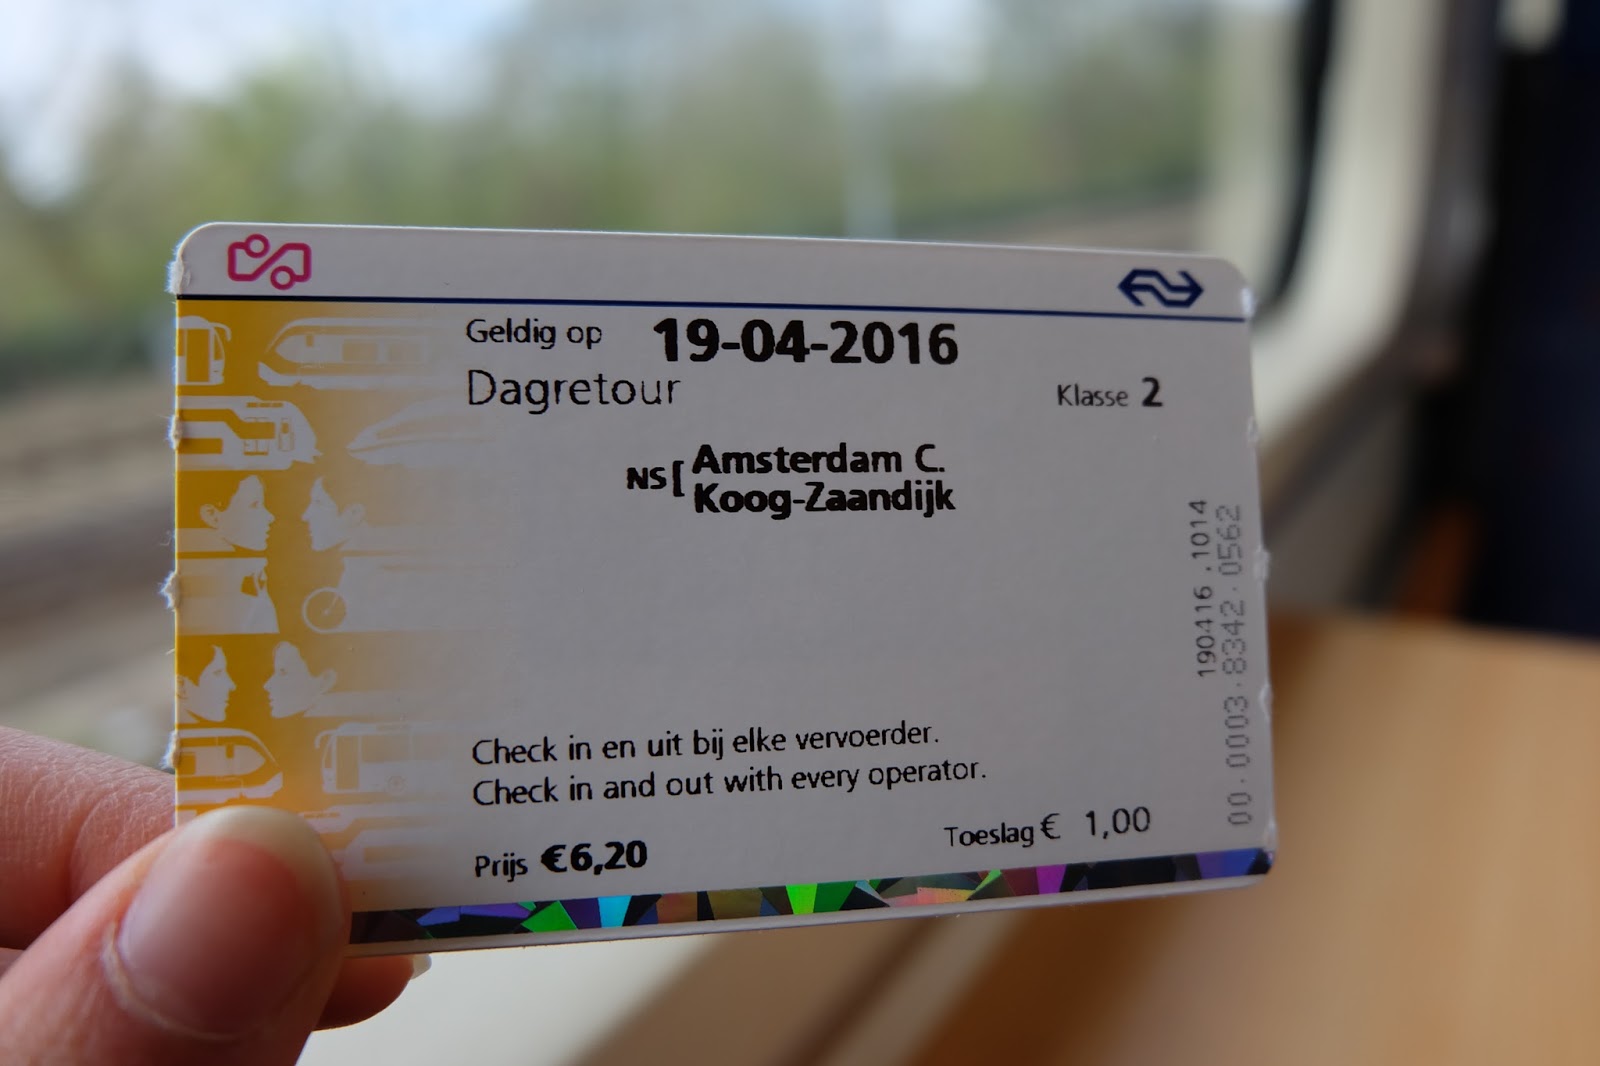 Geldig op 19-04-2016
Dagretour
Klasse 2
NS[ Amsterdam C.
Koog-Zaandijk
190416 .1014
00.0003.8342.0562
Check in en uit bij elke vervoerder.
Check in and out with every operator.
Toeslag € 1,00
Prijs €6,20